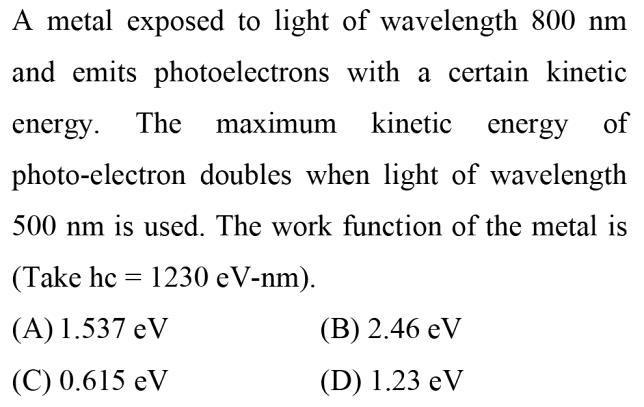 A metal exposed to light of wavelength 800 nm
and emits photoelectrons with a certain kinetic
energy. The maximum kinetic energy of
photo-electron doubles when light of wavelength
500 nm is used. The work function of the metal is
(Take hc = 1230 eV-nm).
(A) 1.537 eV (B) 2.46 eV
(C) 0.615 eV (D) 1.23 eV